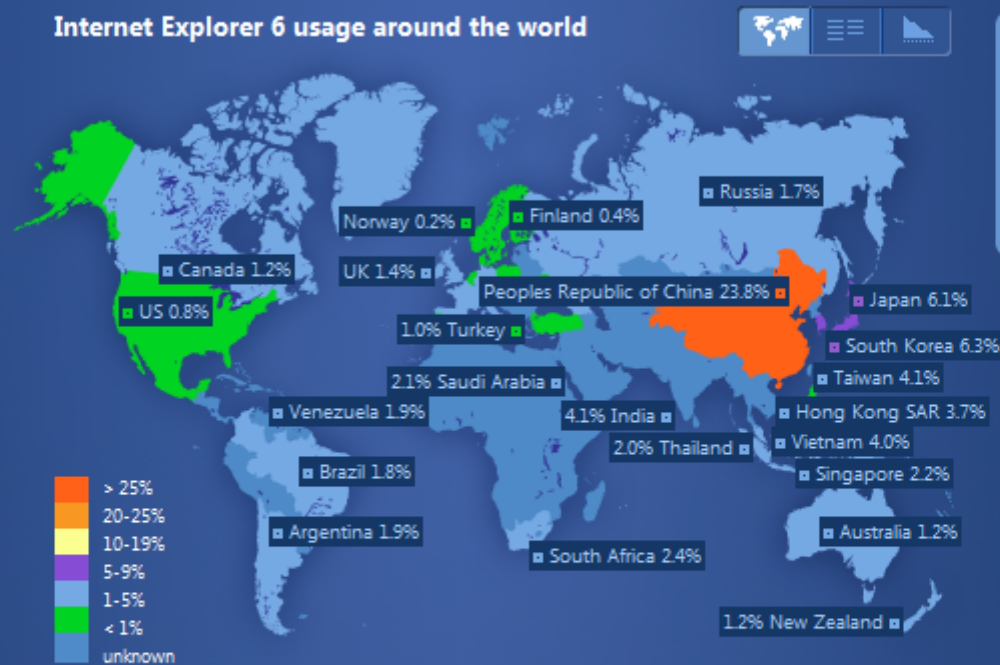 Internet Explorer 6 usage around the world
Russia 1.7%
Norway 0.2%
Finland 0.4%
Canada 1.2%
UK 1.4%
Peoples Republic of China 23.8%
Japan 6.1%
US 0.8%
1.0% Turkey
South Korea 6.3%
2.1% Saudi Arabia
Taiwan 4.1%
Venezuela 1.9%
4.1% India
Hong Kong SAR 3.7%
2.0% Thailand
Vietnam 4.0%
Brazil 1.8%
Singapore 2.2%
Argentina 1.9%
Australia 1.2%
South Africa 2.4%
1.2% New Zealand
> 25%
20-25%
10-19%
5-9%
1-5%
< 1%
unknown